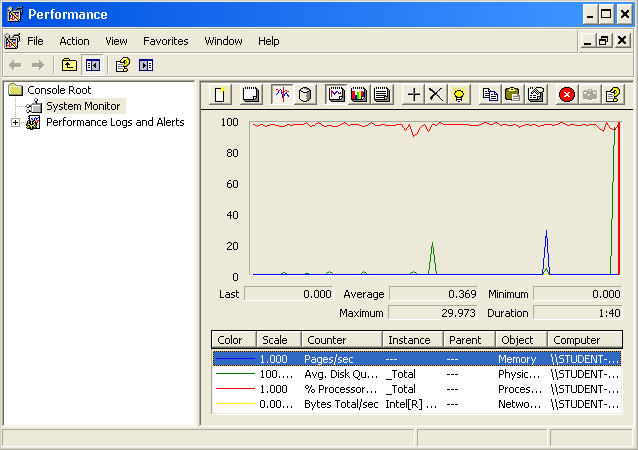 Performance
File Action View Favorites Window Help
Console Root
System Monitor
Performance Logs and Alerts
100
80
60
40
20
0
Last 0.000 Average 0.369 Minimum 0.000
Maximum 29.973 Duration 1:40
Color Scale Counter Instance Parent Object Computer
1.000 Pages/sec --- --- Memory \\STUDENT-...
100.... Avg. Disk Qu... _Total --- Physic... \\STUDENT-...
1.000 % Processor... _Total --- Proces... \\STUDENT-...
0.00... Bytes Total/sec Intel[R] ... --- Netwo... \\STUDENT-...